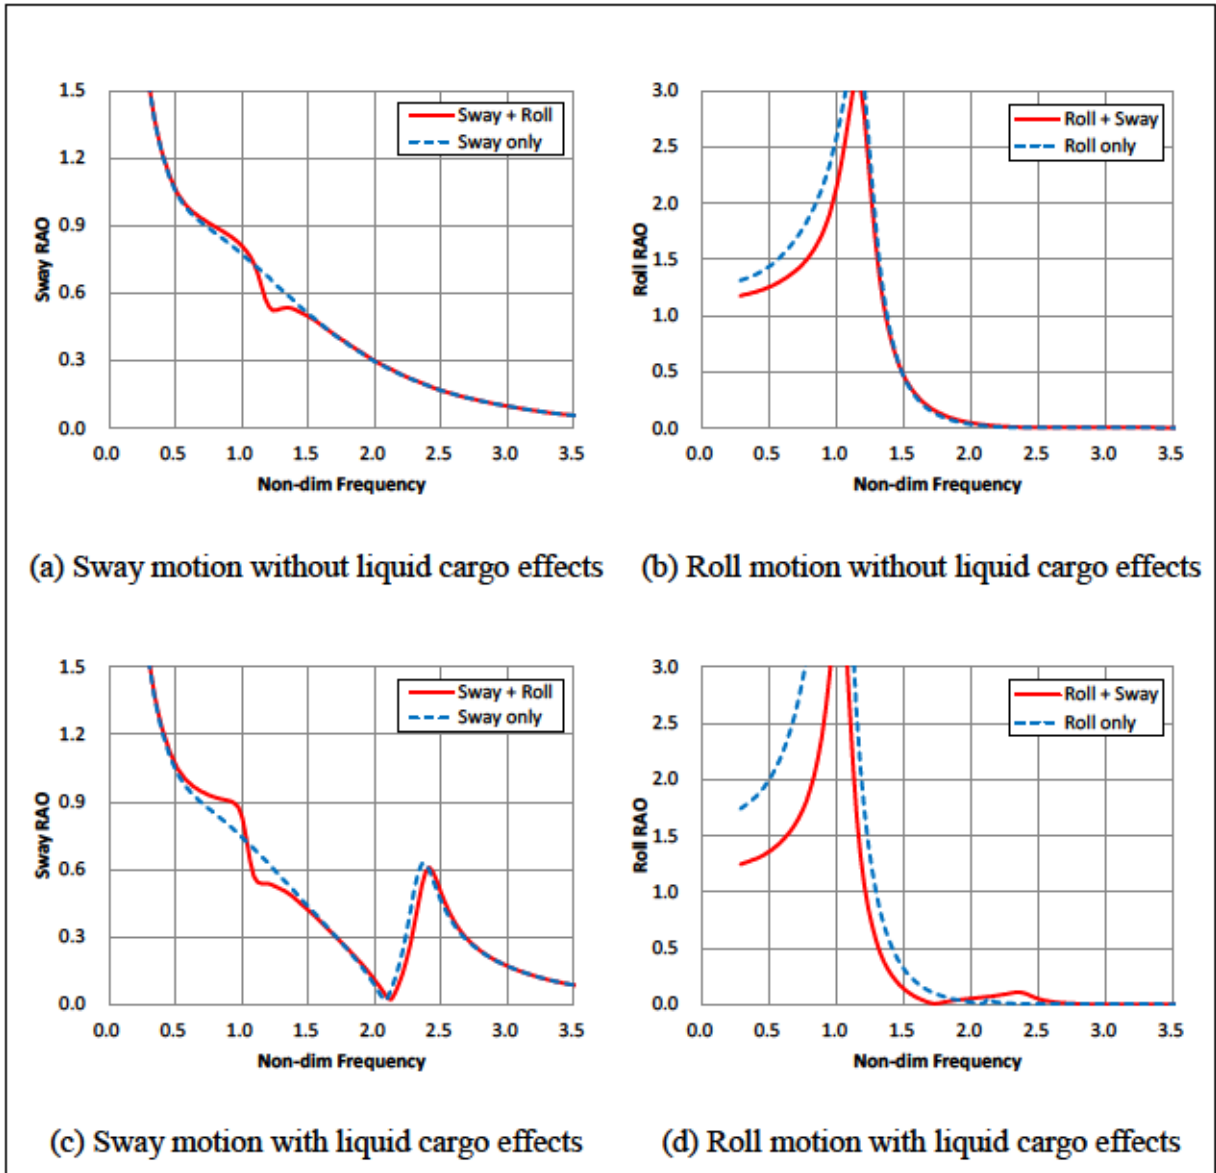 1.5
1.2
0.9
0.6
0.3
0.0
Sway RAO
Sway + Roll
Sway only
0.0 0.5 1.0 1.5 2.0 2.5 3.0 3.5
Non-dim Frequency
(a) Sway motion without liquid cargo effects
3.0
2.5
2.0
1.5
1.0
0.5
0.0
Roll RAO
Roll + Sway
Roll only
0.0 0.5 1.0 1.5 2.0 2.5 3.0 3.5
Non-dim Frequency
(b) Roll motion without liquid cargo effects
1.5
1.2
0.9
0.6
0.3
0.0
Sway RAO
Sway + Roll
Sway only
0.0 0.5 1.0 1.5 2.0 2.5 3.0 3.5
Non-dim Frequency
(c) Sway motion with liquid cargo effects
3.0
2.5
2.0
1.5
1.0
0.5
0.0
Roll RAO
Roll + Sway
Roll only
0.0 0.5 1.0 1.5 2.0 2.5 3.0 3.5
Non-dim Frequency
(d) Roll motion with liquid cargo effects